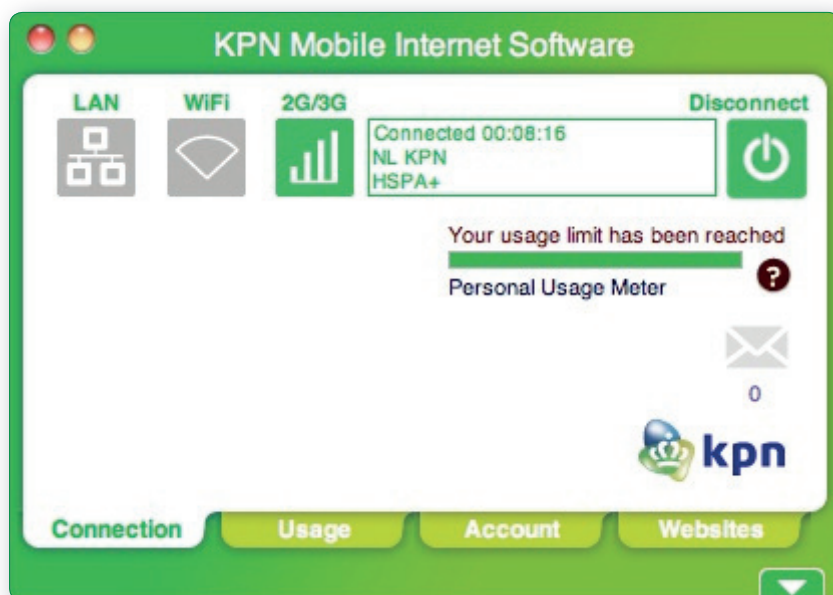 KPN Mobile Internet Software
LAN WiFi 2G/3G Disconnect
Connected 00:08:16
NL KPN
HSPA+
Your usage limit has been reached
?
Personal Usage Meter
0
kpn
Connection Usage Account Websites